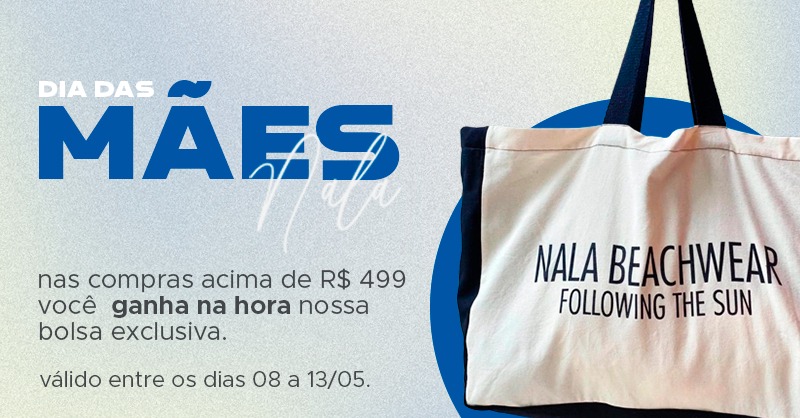 DIA DAS
MÃES
Nala
nas compras acima de R$ 499
você ganha na hora nossa
bolsa exclusiva.
válido entre os dias 08 a 13/05.
NALA BEACHWEAR
FOLLOWING THE SUN